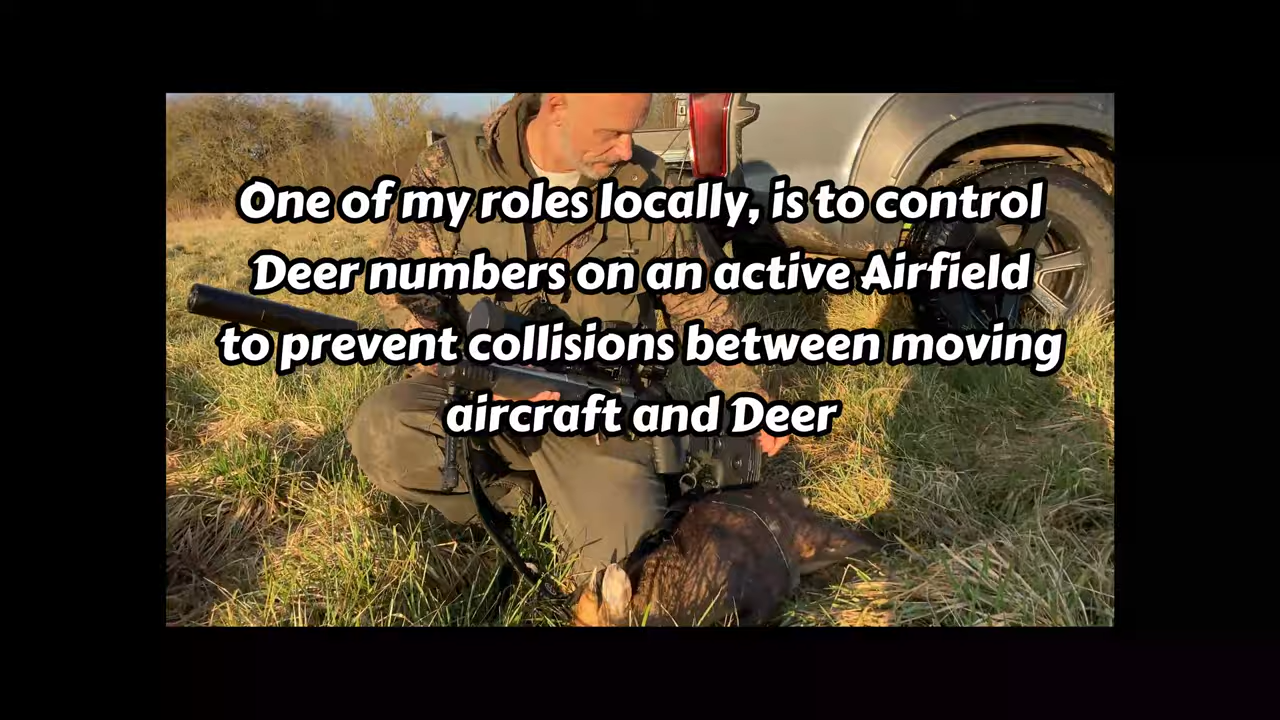 One of my roles locally, is to control
Deer numbers on an active Airfield
to prevent collisions between moving
aircraft and Deer